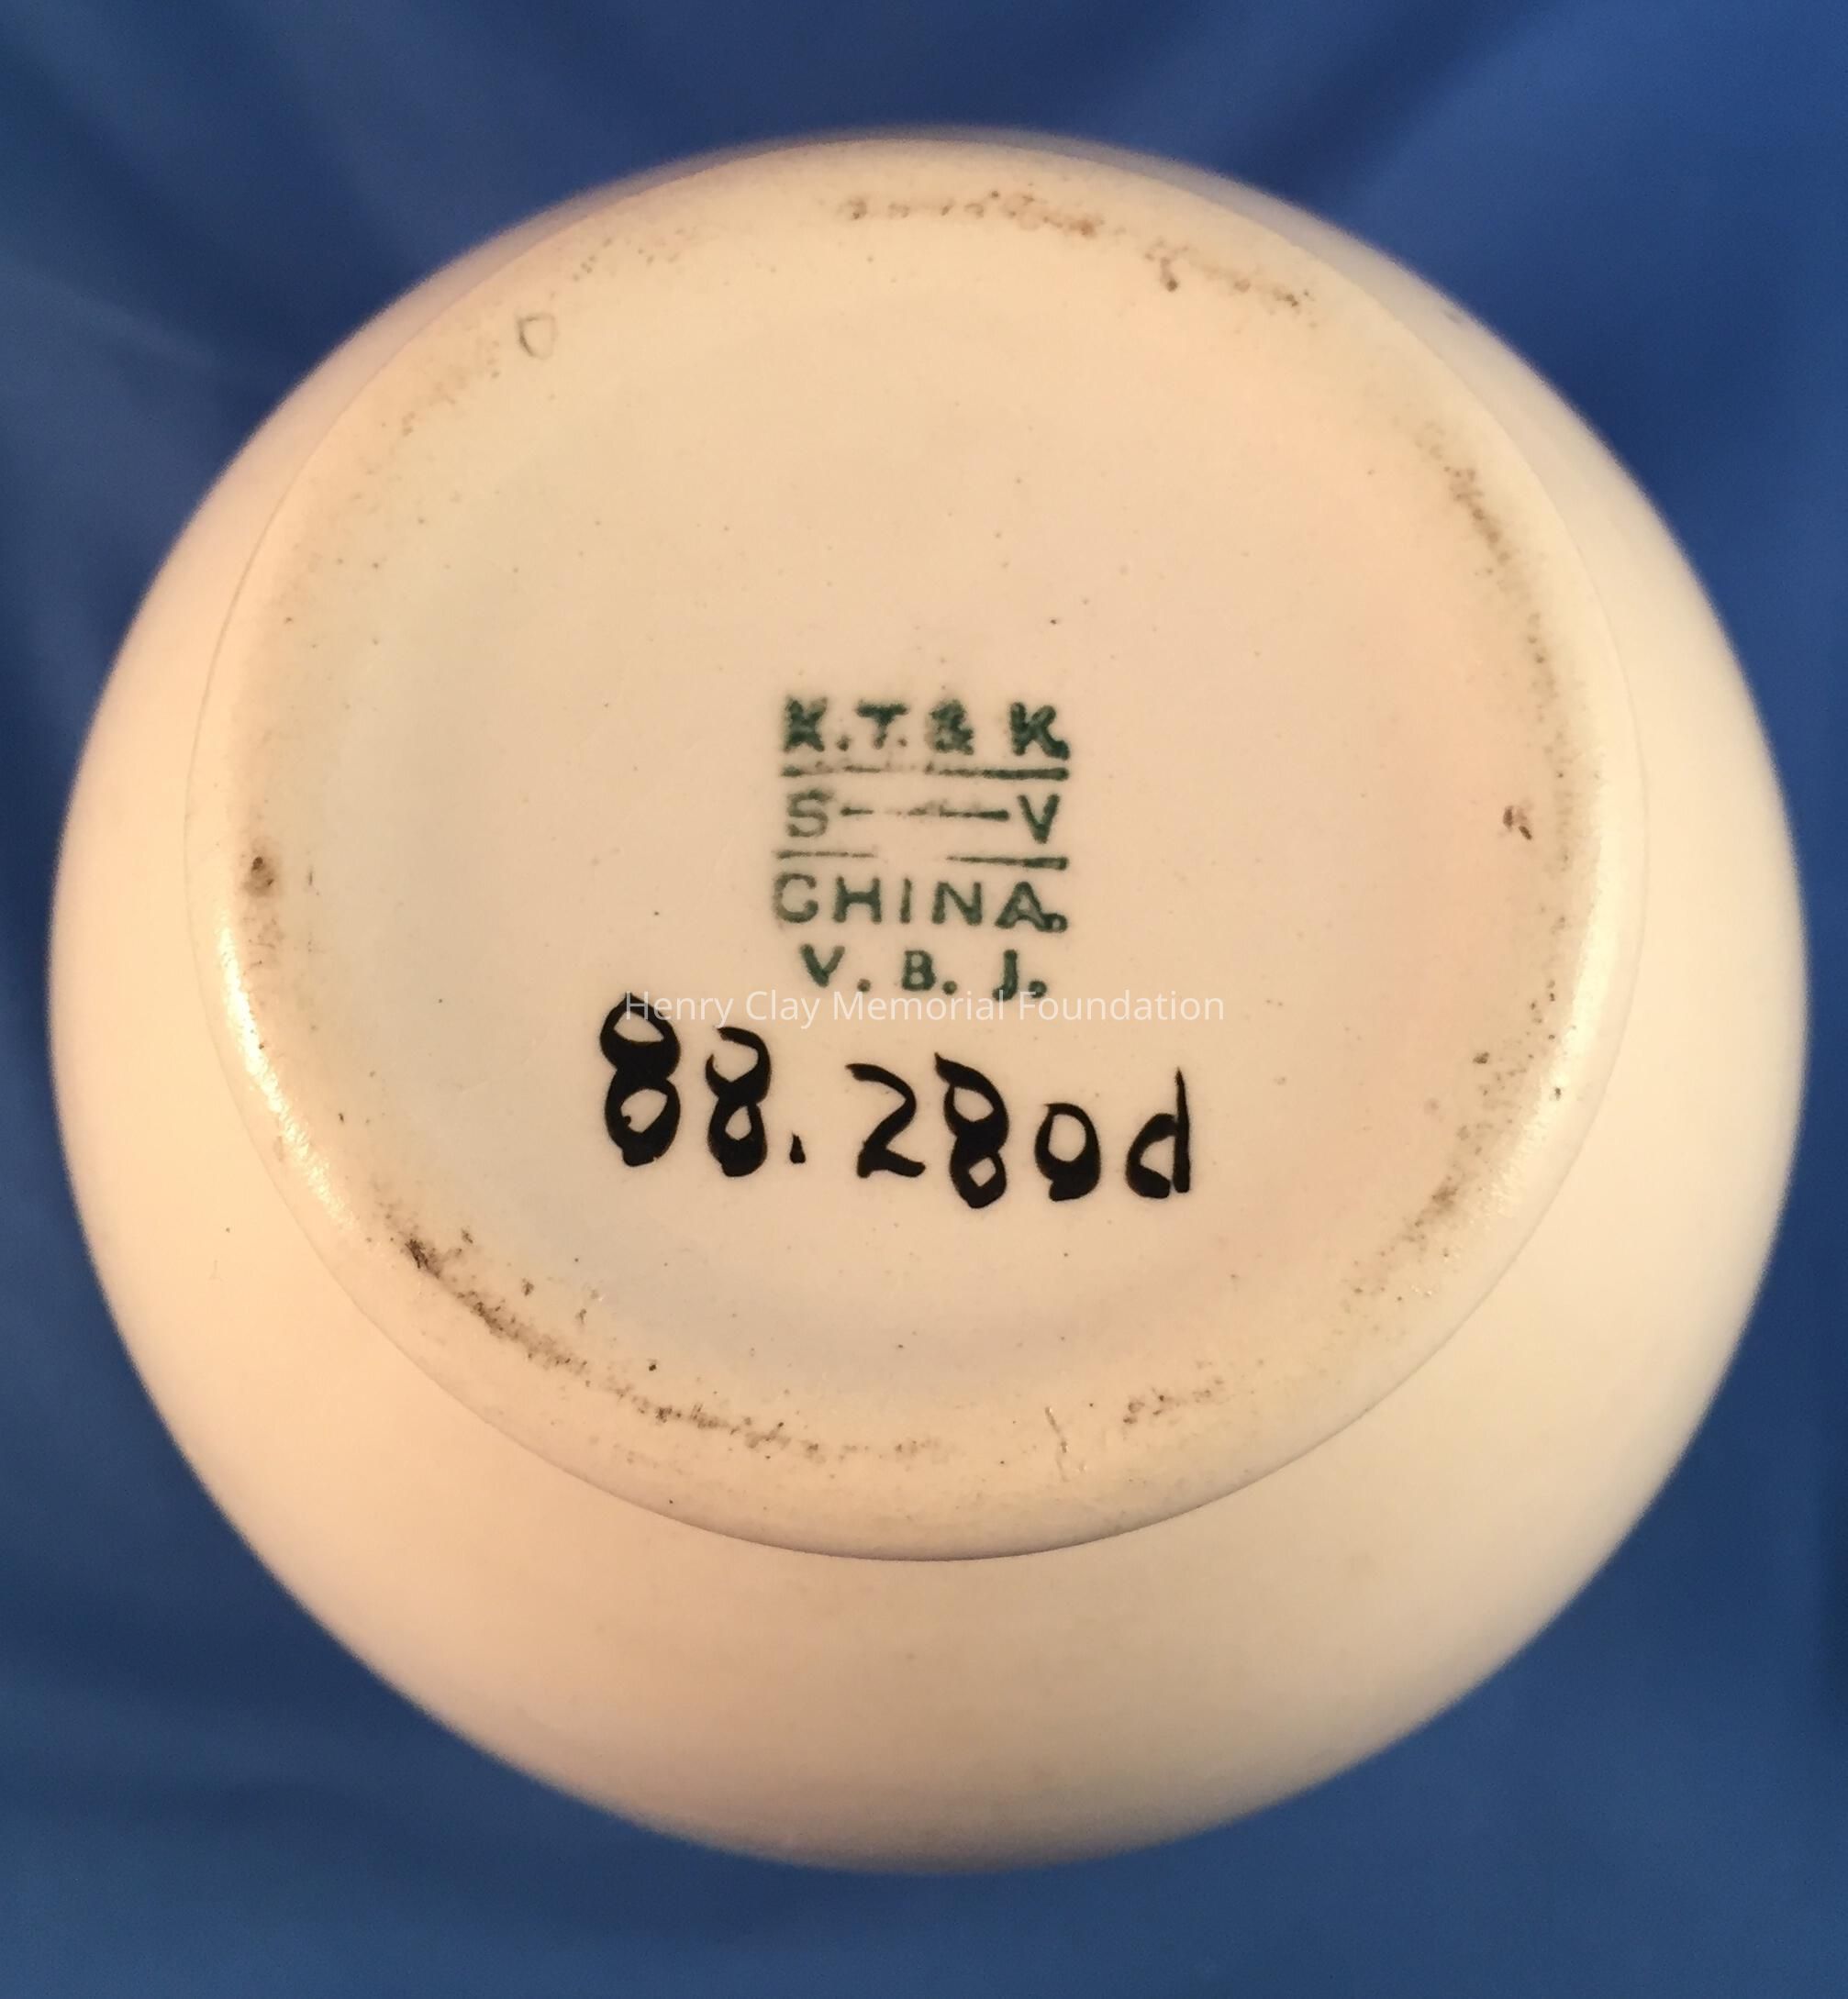 K.T.& K.
S—V
CHINA.
V. B. J.
Henry Clay Memorial Foundation
88.280d